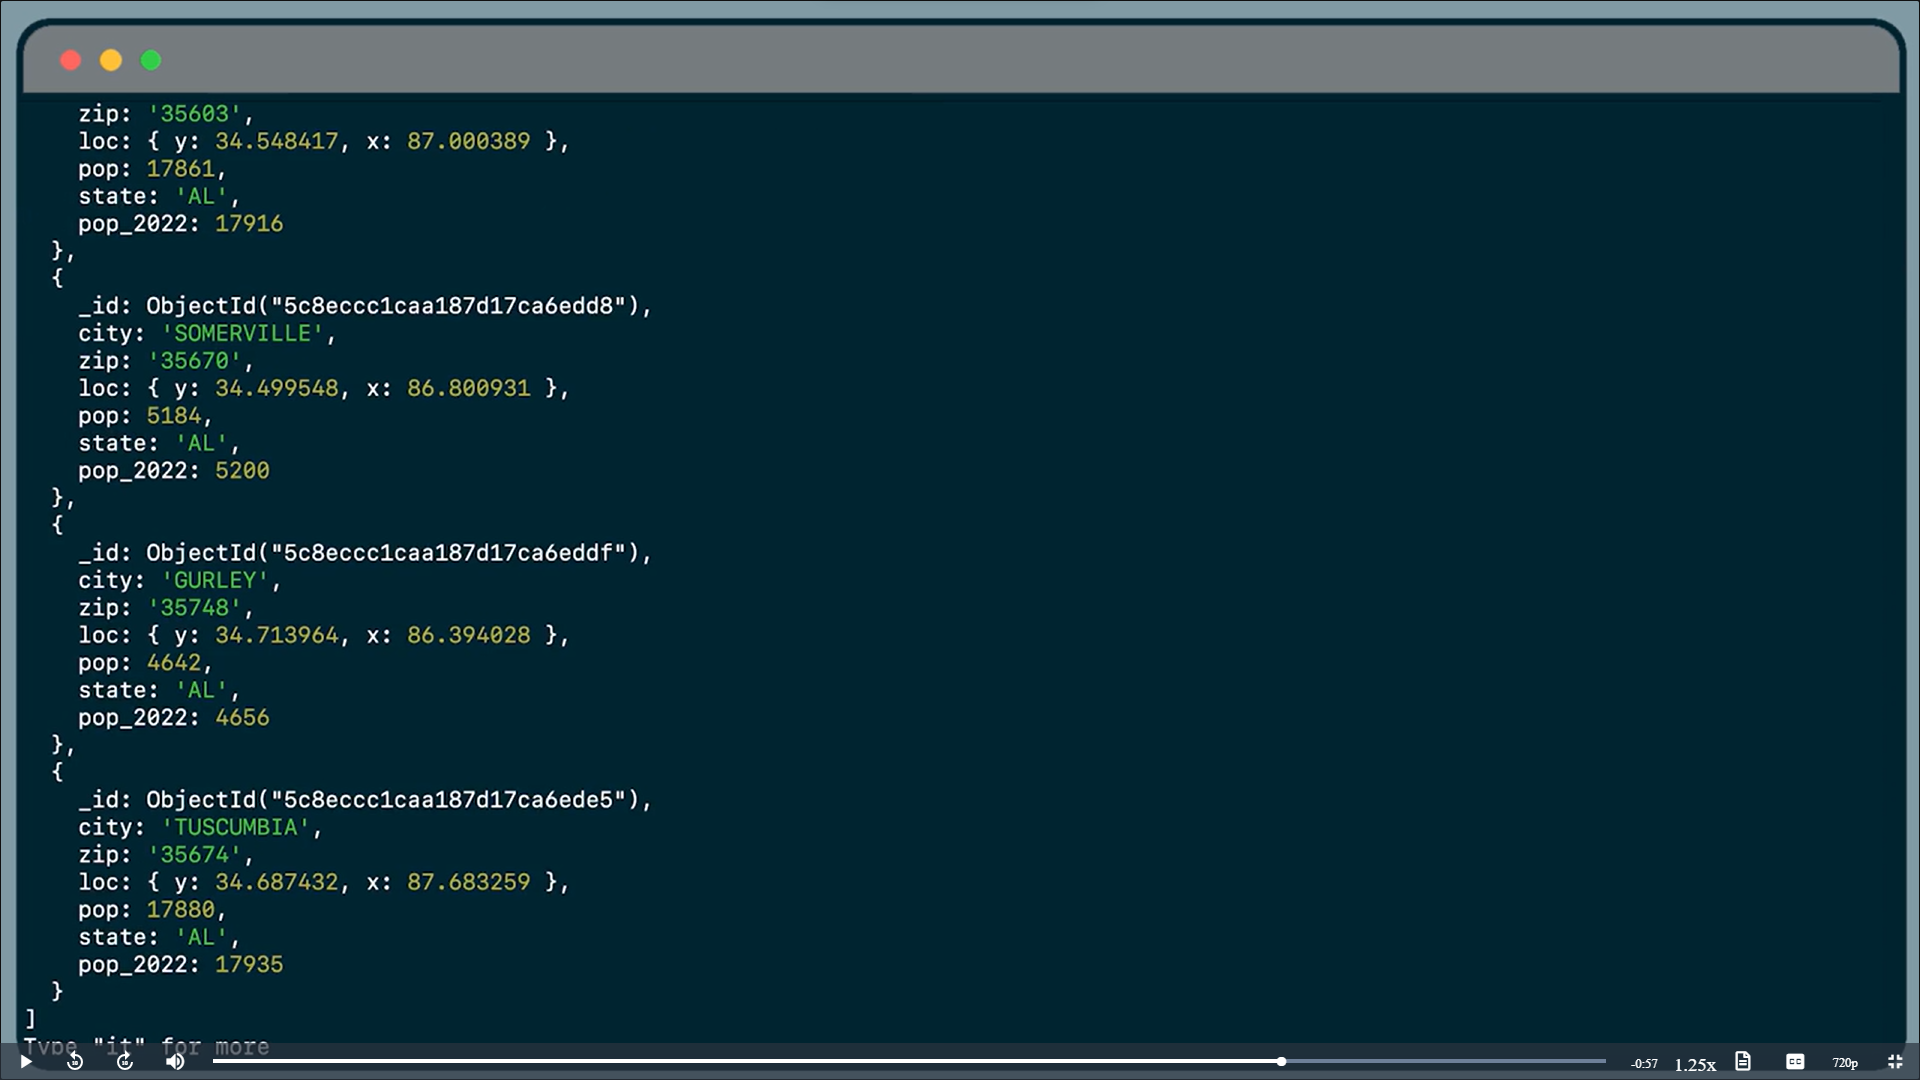 zip: '35603',
loc: { y: 34.548417, x: 87.000389 },
pop: 17861,
state: 'AL',
pop_2022: 17916
},
{
_id: ObjectId("5c8eccc1caa187d17ca6edd8"),
city: 'SOMERVILLE',
zip: '35670',
loc: { y: 34.499548, x: 86.800931 },
pop: 5184,
state: 'AL',
pop_2022: 5200
},
{
_id: ObjectId("5c8eccc1caa187d17ca6eddf"),
city: 'GURLEY',
zip: '35748',
loc: { y: 34.713964, x: 86.394028 },
pop: 4642,
state: 'AL',
pop_2022: 4656
},
{
_id: ObjectId("5c8eccc1caa187d17ca6ede5"),
city: 'TUSCUMBIA',
zip: '35674',
loc: { y: 34.687432, x: 87.683259 },
pop: 17880,
state: 'AL',
pop_2022: 17935
}
]
Type "it" for more
-0:57 1.25x CC 720p